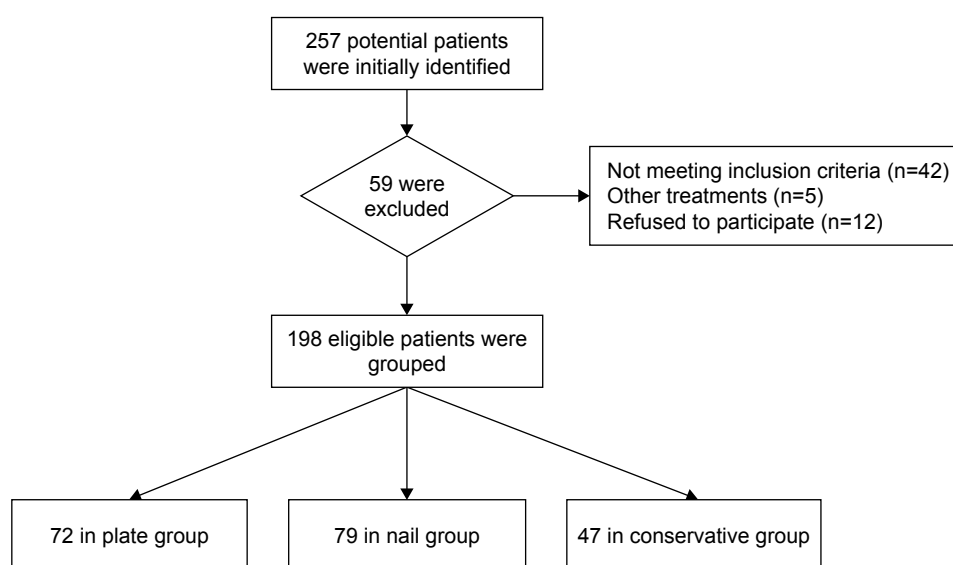 257 potential patients
were initially identified
59 were
excluded
Not meeting inclusion criteria (n=42)
Other treatments (n=5)
Refused to participate (n=12)
198 eligible patients were
grouped
72 in plate group
79 in nail group
47 in conservative group